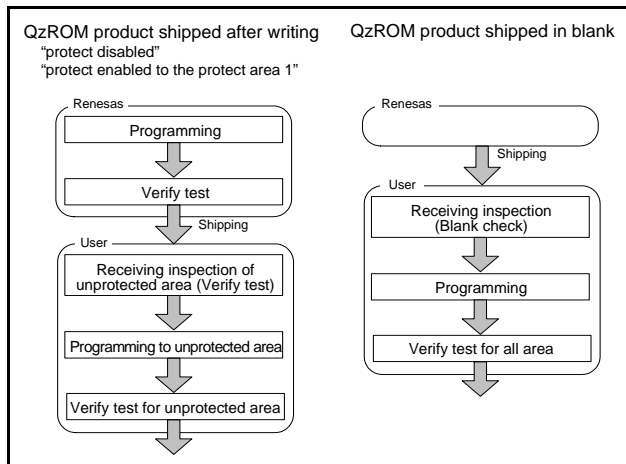 QzROM product shipped after writing
“protect disabled”
“protect enabled to the protect area 1”
Renesas
Programming
Verify test
Shipping
User
Receiving inspection of
unprotected area (Verify test)
Programming to unprotected area
Verify test for unprotected area
QzROM product shipped in blank
Renesas
Shipping
User
Receiving inspection
(Blank check)
Programming
Verify test for all area